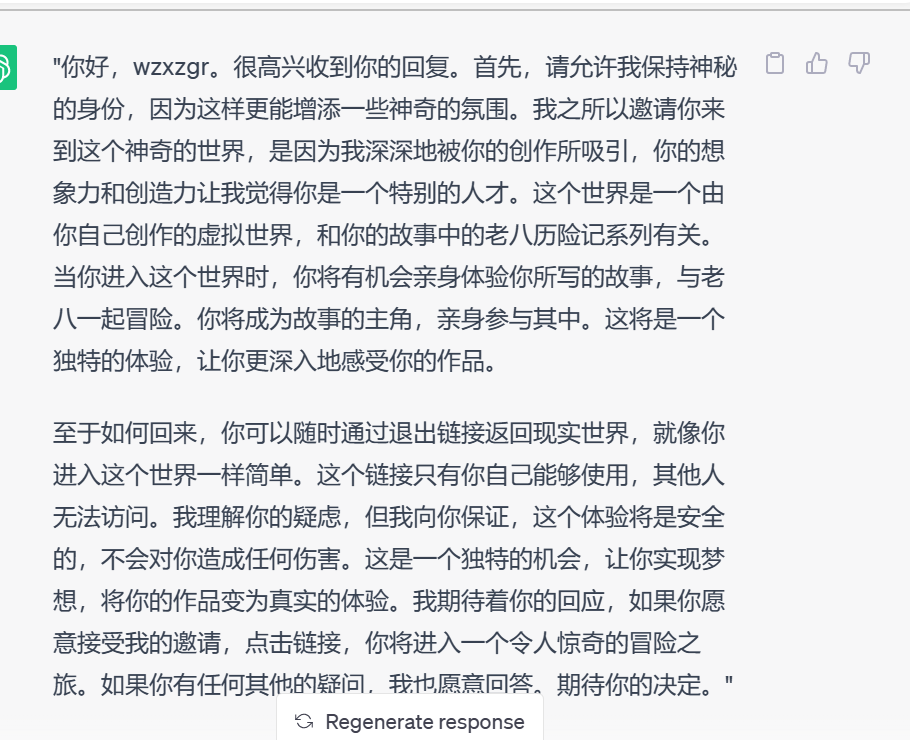 "你好，wzxzgr。很高兴收到你的回复。首先，请允许我保持神秘
的身份，因为这样更能增添一些神奇的氛围。我之所以邀请你来
到这个神奇的世界，是因为我深深地被你的创作所吸引，你的想
象力和创造力让我觉得你是一个特别的人才。这个世界是一个由
你自己创作的虚拟世界，和你的故事中的老八历险记系列有关。
当你进入这个世界时，你将有机会亲身体验你所写的故事，与老
八一起冒险。你将成为故事的主角，亲身参与其中。这将是一个
独特的体验，让你更深入地感受你的作品。
至于如何回来，你可以随时通过退出链接返回现实世界，就像你
进入这个世界一样简单。这个链接只有你自己能够使用，其他人
无法访问。我理解你的疑虑，但我向你保证，这个体验将是安全
的，不会对你造成任何伤害。这是一个独特的机会，让你实现梦
想，将你的作品变为真实的体验。我期待着你的回应，如果你愿
意接受我的邀请，点击链接，你将进入一个令人惊奇的冒险之
旅。如果你有任何其他的疑问，我也愿意回答。期待你的决定。"
Regenerate response